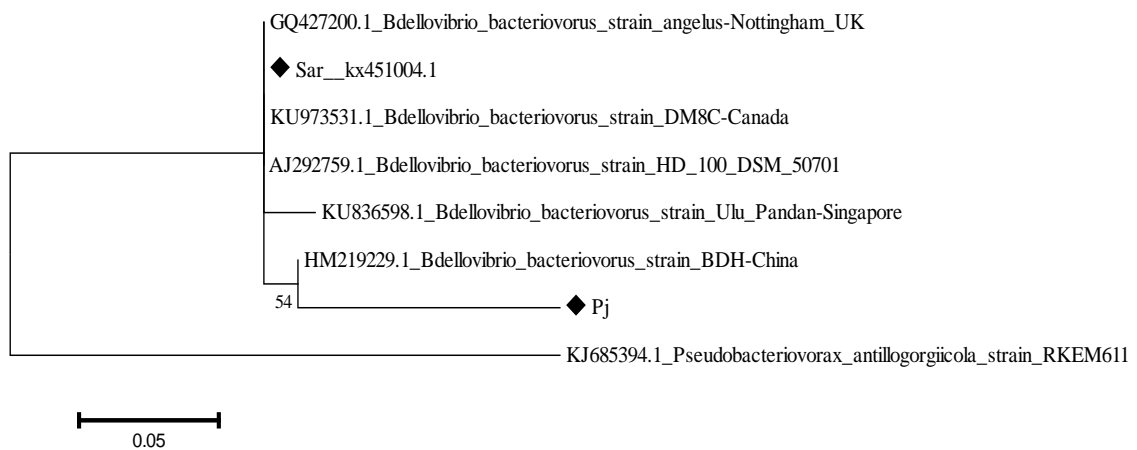 GQ427200.1_Bdellovibrio_bacteriovorus_strain_angelus-Nottingham_UK
Sar__kx451004.1
KU973531.1_Bdellovibrio_bacteriovorus_strain_DM8C-Canada
AJ292759.1_Bdellovibrio_bacteriovorus_strain_HD_100_DSM_50701
KU836598.1_Bdellovibrio_bacteriovorus_strain_Ulu_Pandan-Singapore
HM219229.1_Bdellovibrio_bacteriovorus_strain_BDH-China
54
Pj
KJ685394.1_Pseudobacteriovorax_antillogorgiicola_strain_RKEM611
0.05